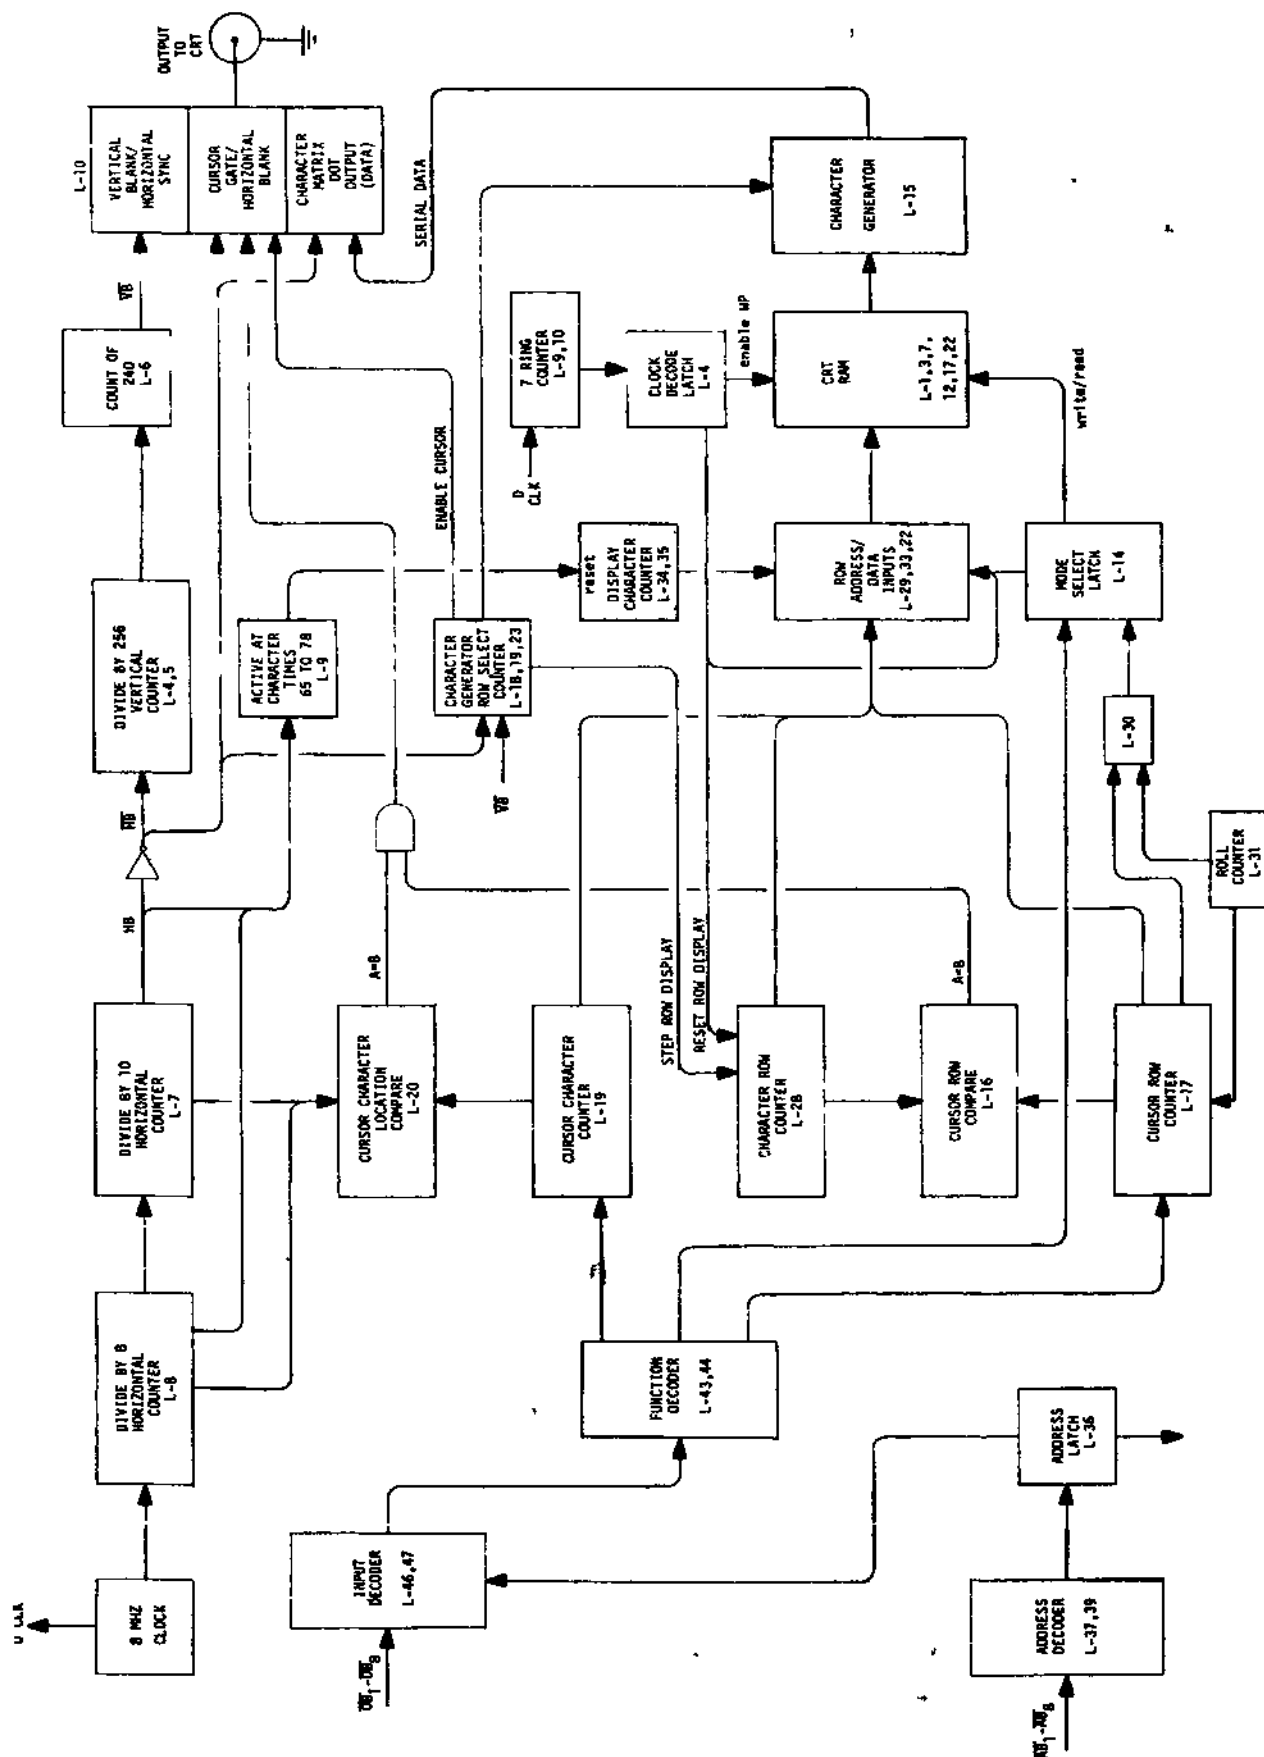 OUTPUT
TO
CRT
L-10
VERTICAL
BLANK/
HORIZONTAL
SYNC
CURSOR
GATE/
HORIZONTAL
BLANK
CHARACTER
MATRIX
DOT
OUTPUT
(DATA)
SERIAL DATA
CHARACTER
GENERATOR
L-15
VB
COUNT OF
240
L-6
7 RING
COUNTER
L-9,10
CLOCK
DECODE
LATCH
L-4
enable WP
CRT
RAM
L-1,3,7,
12,17,22
write/read
D
CLK
ENABLE CURSOR
DIVIDE BY 256
VERTICAL
COUNTER
L-4,5
ACTIVE AT
CHARACTER
TIMES
65 TO 78
L-9
CHARACTER
GENERATOR
ROW SELECT
COUNTER
L-18,19,23
reset
DISPLAY
CHARACTER
COUNTER
L-34,35
ROW
ADDRESS/
DATA
INPUTS
L-29,33,22
MODE
SELECT
LATCH
L-14
L-30
ROLL
COUNTER
L-31
HB
HB
VB
A=B
STEP ROW DISPLAY
RESET ROW DISPLAY
A=B
DIVIDE BY 10
HORIZONTAL
COUNTER
L-7
CURSOR CHARACTER
LOCATION
COMPARE
L-20
CURSOR CHARACTER
COUNTER
L-19
CHARACTER ROW
COUNTER
L-28
CURSOR ROW
COMPARE
L-16
CURSOR ROW
COUNTER
L-17
DIVIDE BY 8
HORIZONTAL
COUNTER
L-8
FUNCTION
DECODER
L-43,44
ADDRESS
LATCH
L-36
D CLK
8 MHZ
CLOCK
INPUT
DECODER
L-46,47
ADDRESS
DECODER
L-37,39
DB1-DB8
AB1-AB8